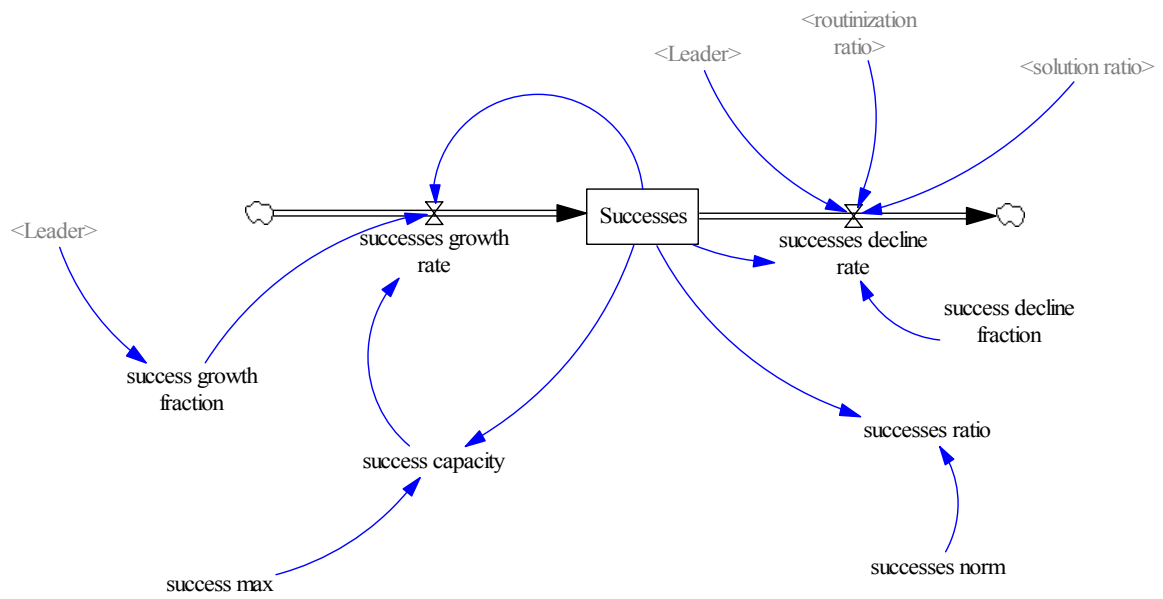 <routinization
ratio>
<Leader>
<solution ratio>
Successes
<Leader>
successes growth
rate
successes decline
rate
success decline
fraction
success growth
fraction
successes ratio
success capacity
successes norm
success max